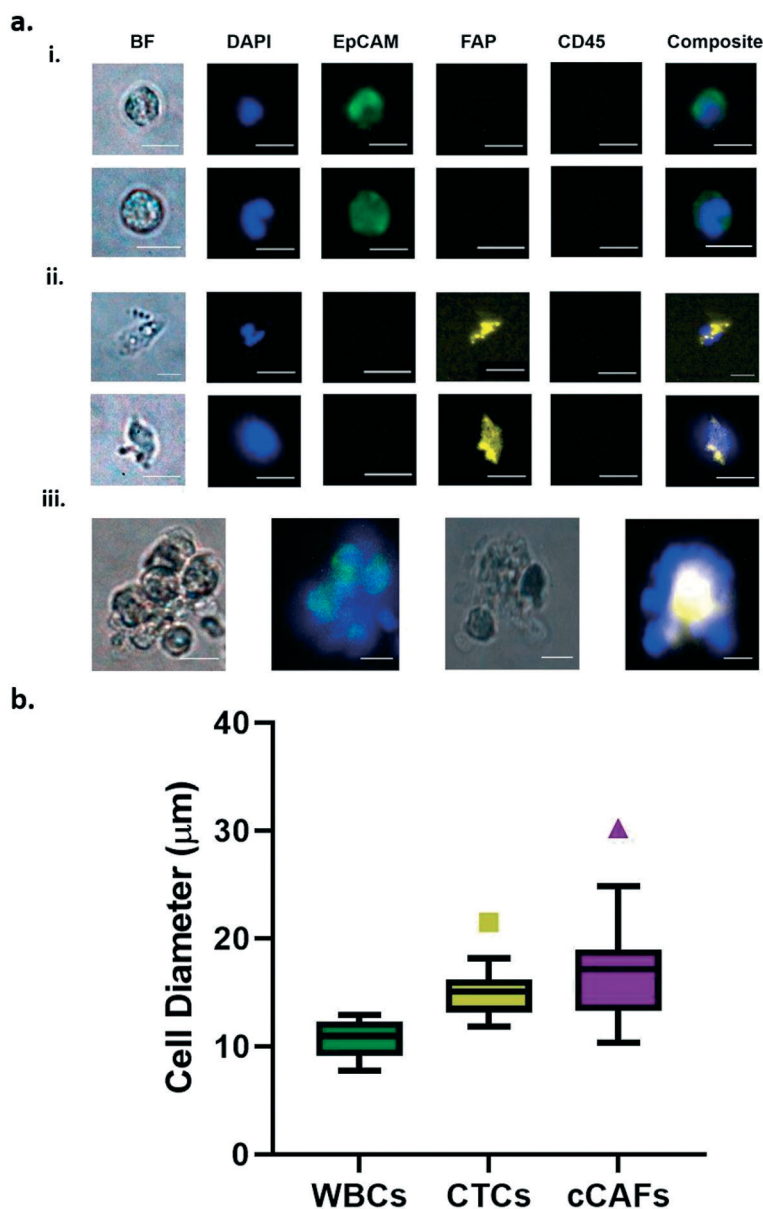 a.
BF DAPI EpCAM FAP CD45 Composite
i.
ii.
iii.
b.
Cell Diameter (μm)
40
30
20
10
0
WBCs CTCs cCAFs